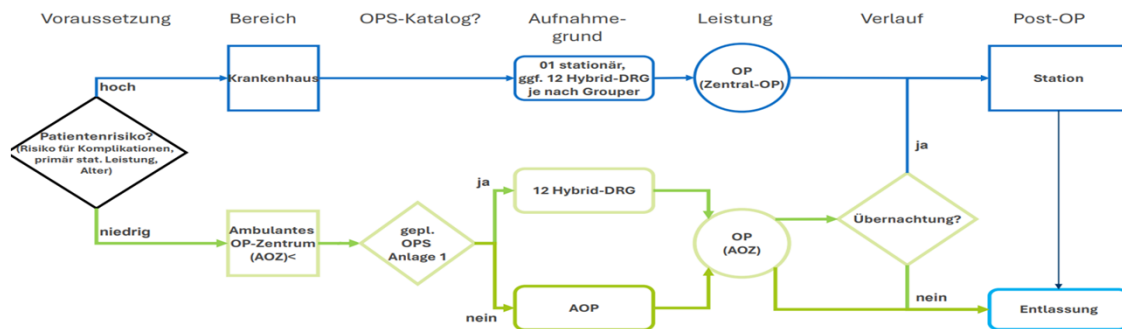 Voraussetzung
Bereich
OPS-Katalog?
Aufnahme-
grund
Leistung
Verlauf
Post-OP
hoch
Krankenhaus
01 stationär,
ggf. 12 Hybrid-DRG
je nach Grouper
OP
(Zentral-OP)
Station
Patientenrisiko?
(Risiko für Komplikationen,
primär stat. Leistung,
Alter)
ja
ja
12 Hybrid-DRG
niedrig
Ambulantes
OP-Zentrum
(AOZ)<
gepl.
OPS
Anlage 1
OP
(AOZ)
Übernachtung?
nein
AOP
nein
Entlassung